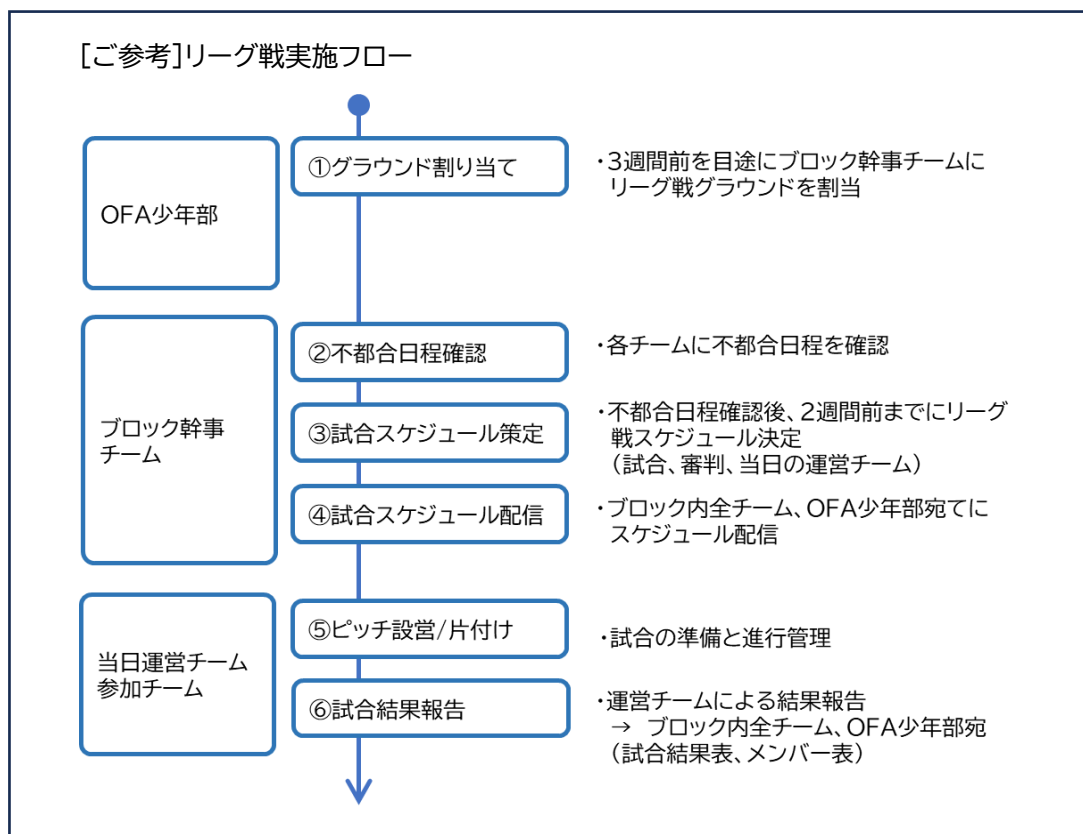 [ご参考]リーグ戦実施フロー
OFA少年部
①グラウンド割り当て
・3週間前を目途にブロック幹事チームに
リーグ戦グラウンドを割当
ブロック幹事
チーム
②不都合日程確認
・各チームに不都合日程を確認
③試合スケジュール策定
・不都合日程確認後、2週間前までにリーグ
戦スケジュール決定
（試合、審判、当日の運営チーム）
④試合スケジュール配信
・ブロック内全チーム、OFA少年部宛てに
スケジュール配信
当日運営チーム
参加チーム
⑤ピッチ設営/片付け
・試合の準備と進行管理
⑥試合結果報告
・運営チームによる結果報告
→ ブロック内全チーム、OFA少年部宛
（試合結果表、メンバー表）